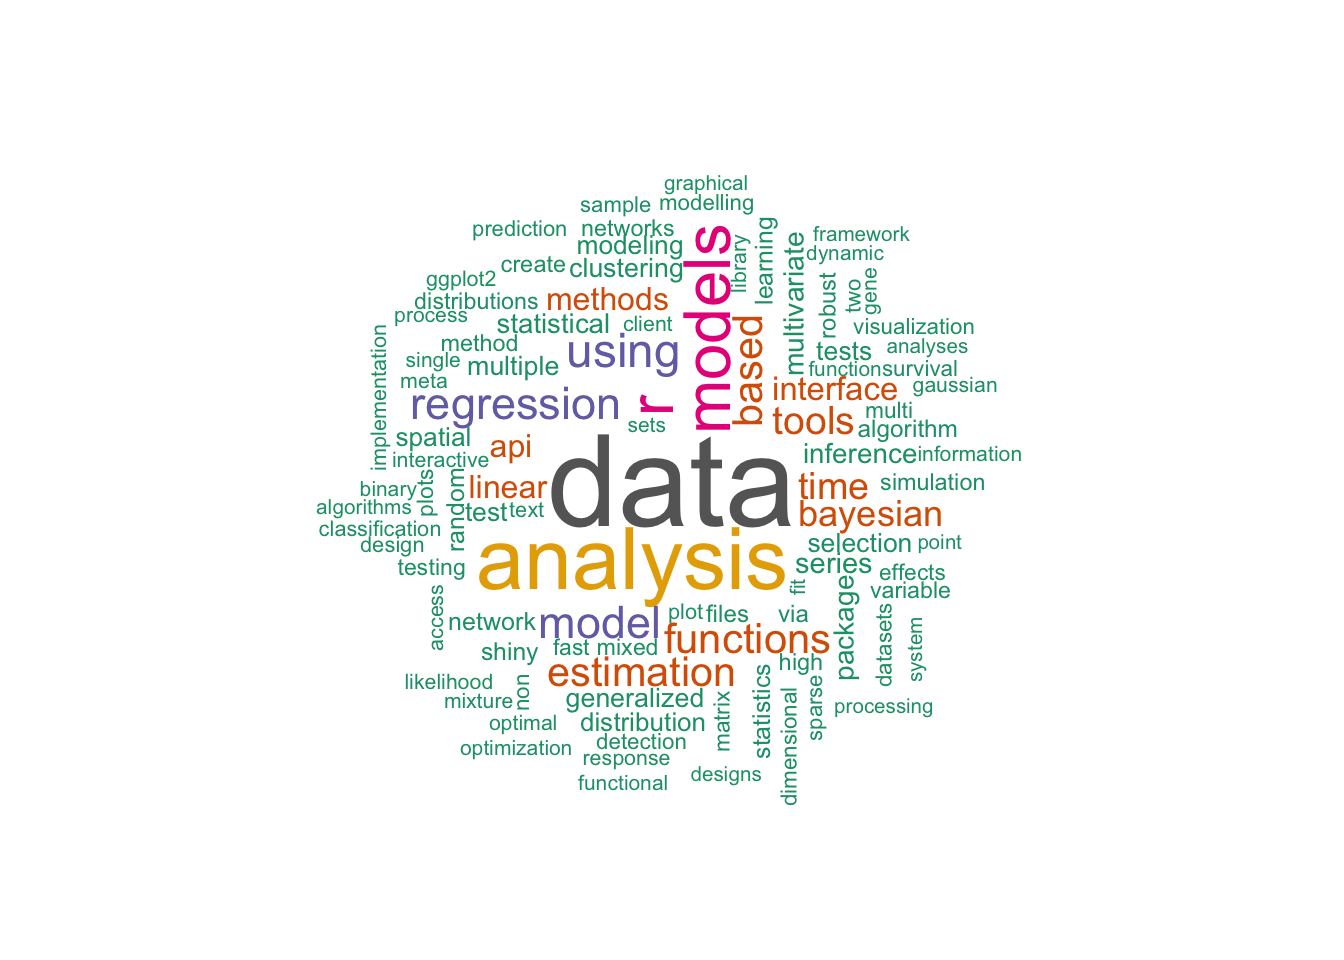 graphical
sample
modelling
prediction
networks
modeling
models
library
learning
multivariate
framework
dynamic
create
clustering
ggplot2
distributions
methods
robust
two
gene
process
statistical
client
visualization
implementation
method
using
based
tests
analyses
single
multiple
function
survival
meta
interface
gaussian
regression
r
tools
multi
sets
algorithm
spatial
api
inference
information
interactive
data
binary
plots
random
linear
time
simulation
algorithms
test
text
bayesian
classification
design
analysis
selection
point
testing
series
effects
fit
variable
access
network
model
plot
files
via
package
datasets
system
shiny
fast
mixed
functions
high
likelihood
non
estimation
mixture
generalized
matrix
statistics
dimensional
sparse
processing
optimal
distribution
optimization
detection
response
functional
designs